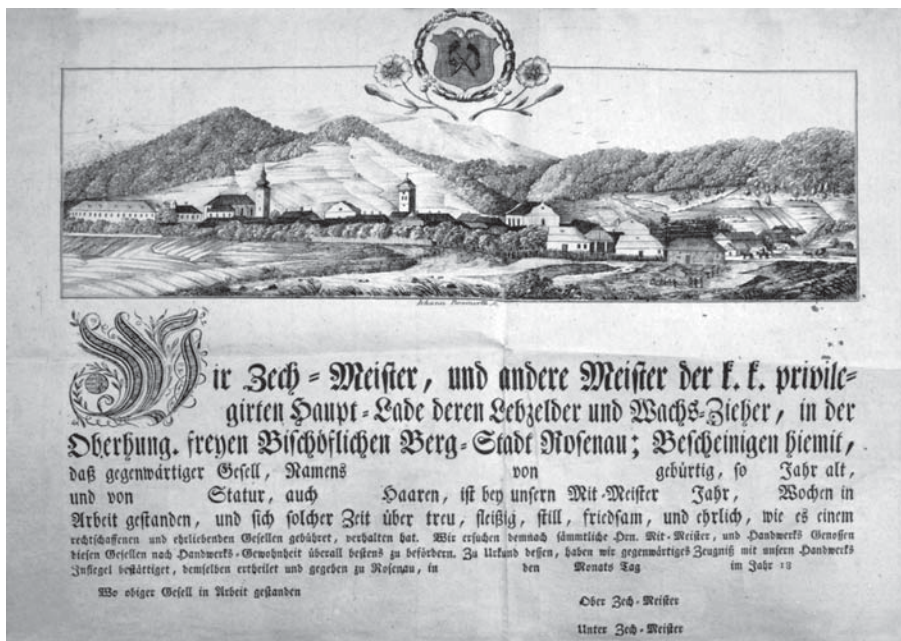 Wir Zech-Meister, und andere Meister der k. k. privile-
girten Haupt-Lade deren Lebzelder und Wachs-Zieher, in der
Oberhung. freyen Bischöflichen Berg-Stadt Rosenau; Bescheinigen hiemit,
daß gegenwärtiger Gesell, Namens von gebürtig, so Jahr alt,
und von Statur, auch Haaren, ist bey unsern Mit-Meister Jahr, Wochen in
Arbeit gestanden, und sich solcher Zeit über treu, fleißig, still, friedsam, und ehrlich, wie es einem
rechtschaffenen und ehrliebenden Gesellen gebühret, verhalten hat. Wir ersuchen demnach sämmtliche Hrn. Mit-Meister, und Handwerks Genossen
diesen Gesellen nach Handwerks-Gewohnheit überall bestens zu befördern. Zu Urkund dessen, haben wir gegenwärtiges Zeugniß mit unsern Handwerks
Insiegel bestättiget, demselben ertheilet und gegeben zu Rosenau, in den Monats Tag im Jahr 18
Wo obiger Gesell in Arbeit gestanden
Ober Zech-Meister
Unter Zech-Meister